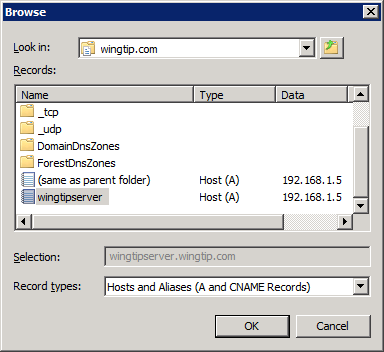 Browse
Look in: wingtip.com
Records:
Name Type Data
_tcp
_udp
DomainDnsZones
ForestDnsZones
(same as parent folder) Host (A) 192.168.1.5
wingtipserver Host (A) 192.168.1.5
Selection: wingtipserver.wingtip.com
Record types: Hosts and Aliases (A and CNAME Records)
OK Cancel